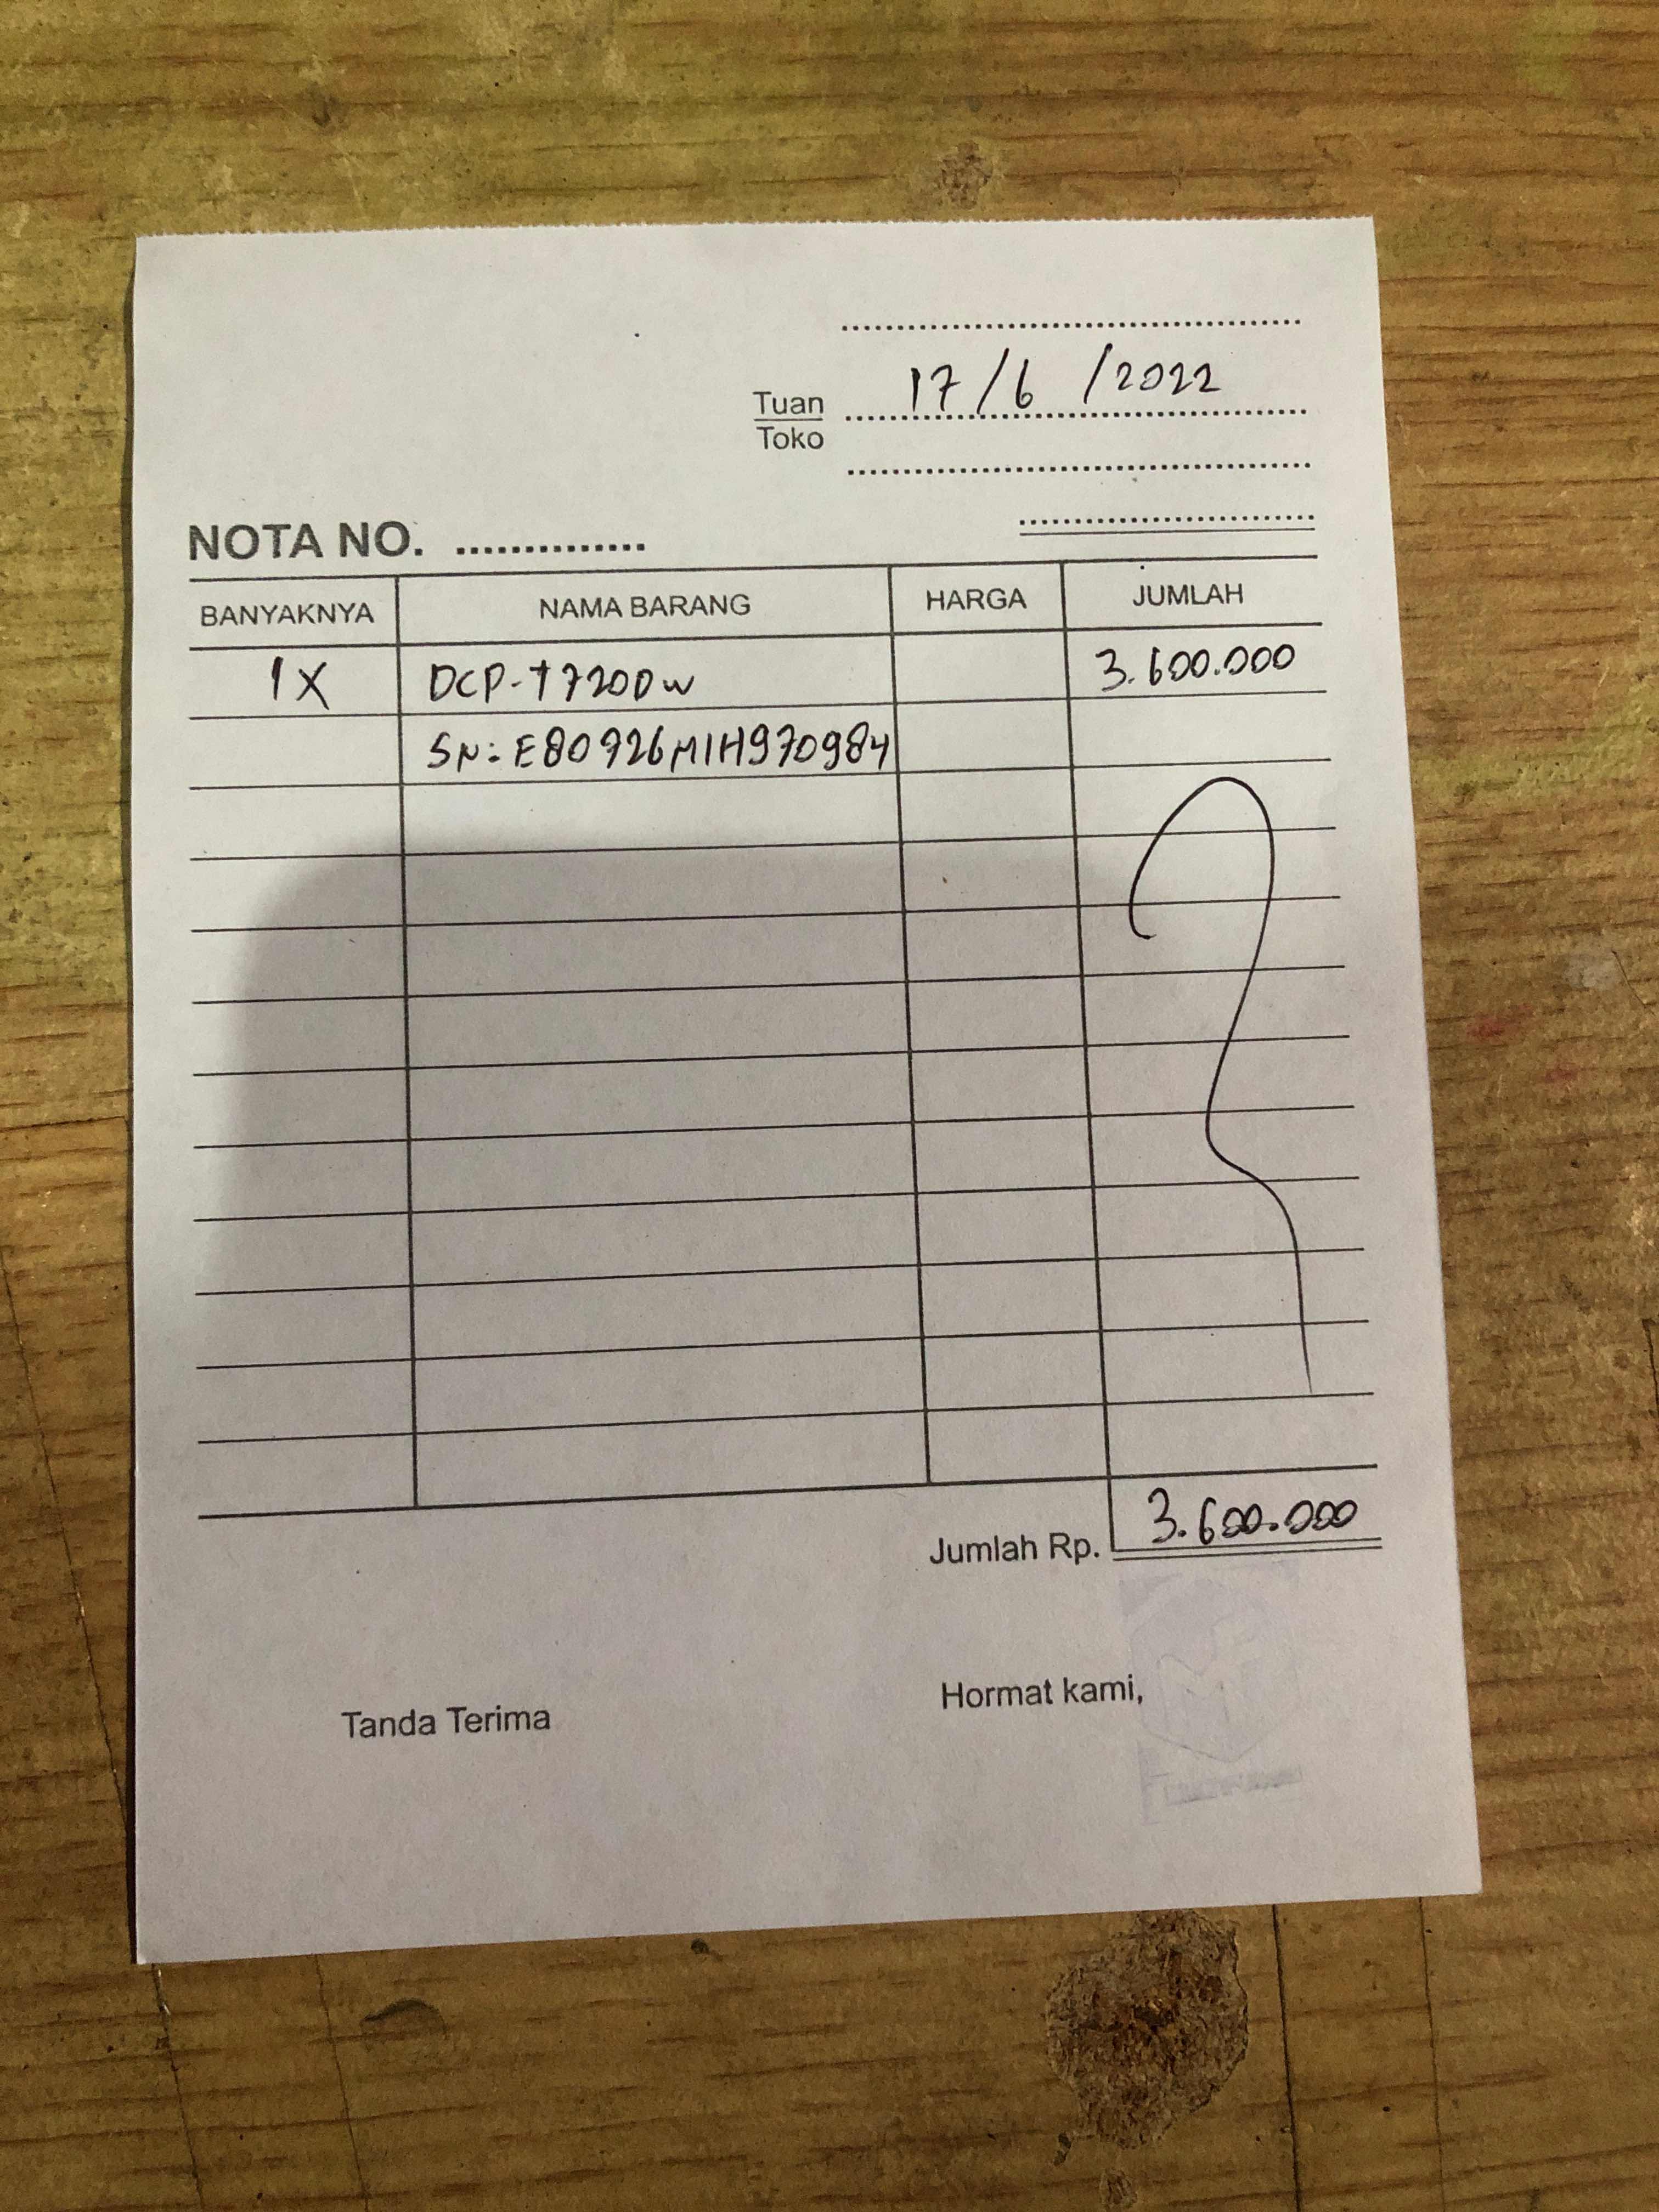 17/6/2022
Tuan
Toko
NOTA NO. ..............
BANYAKNYA NAMA BARANG HARGA JUMLAH
1X DCP-T720DW 3.600.000
SN: E80926M1H970984
Jumlah Rp. 3.600.000
Tanda Terima Hormat kami,